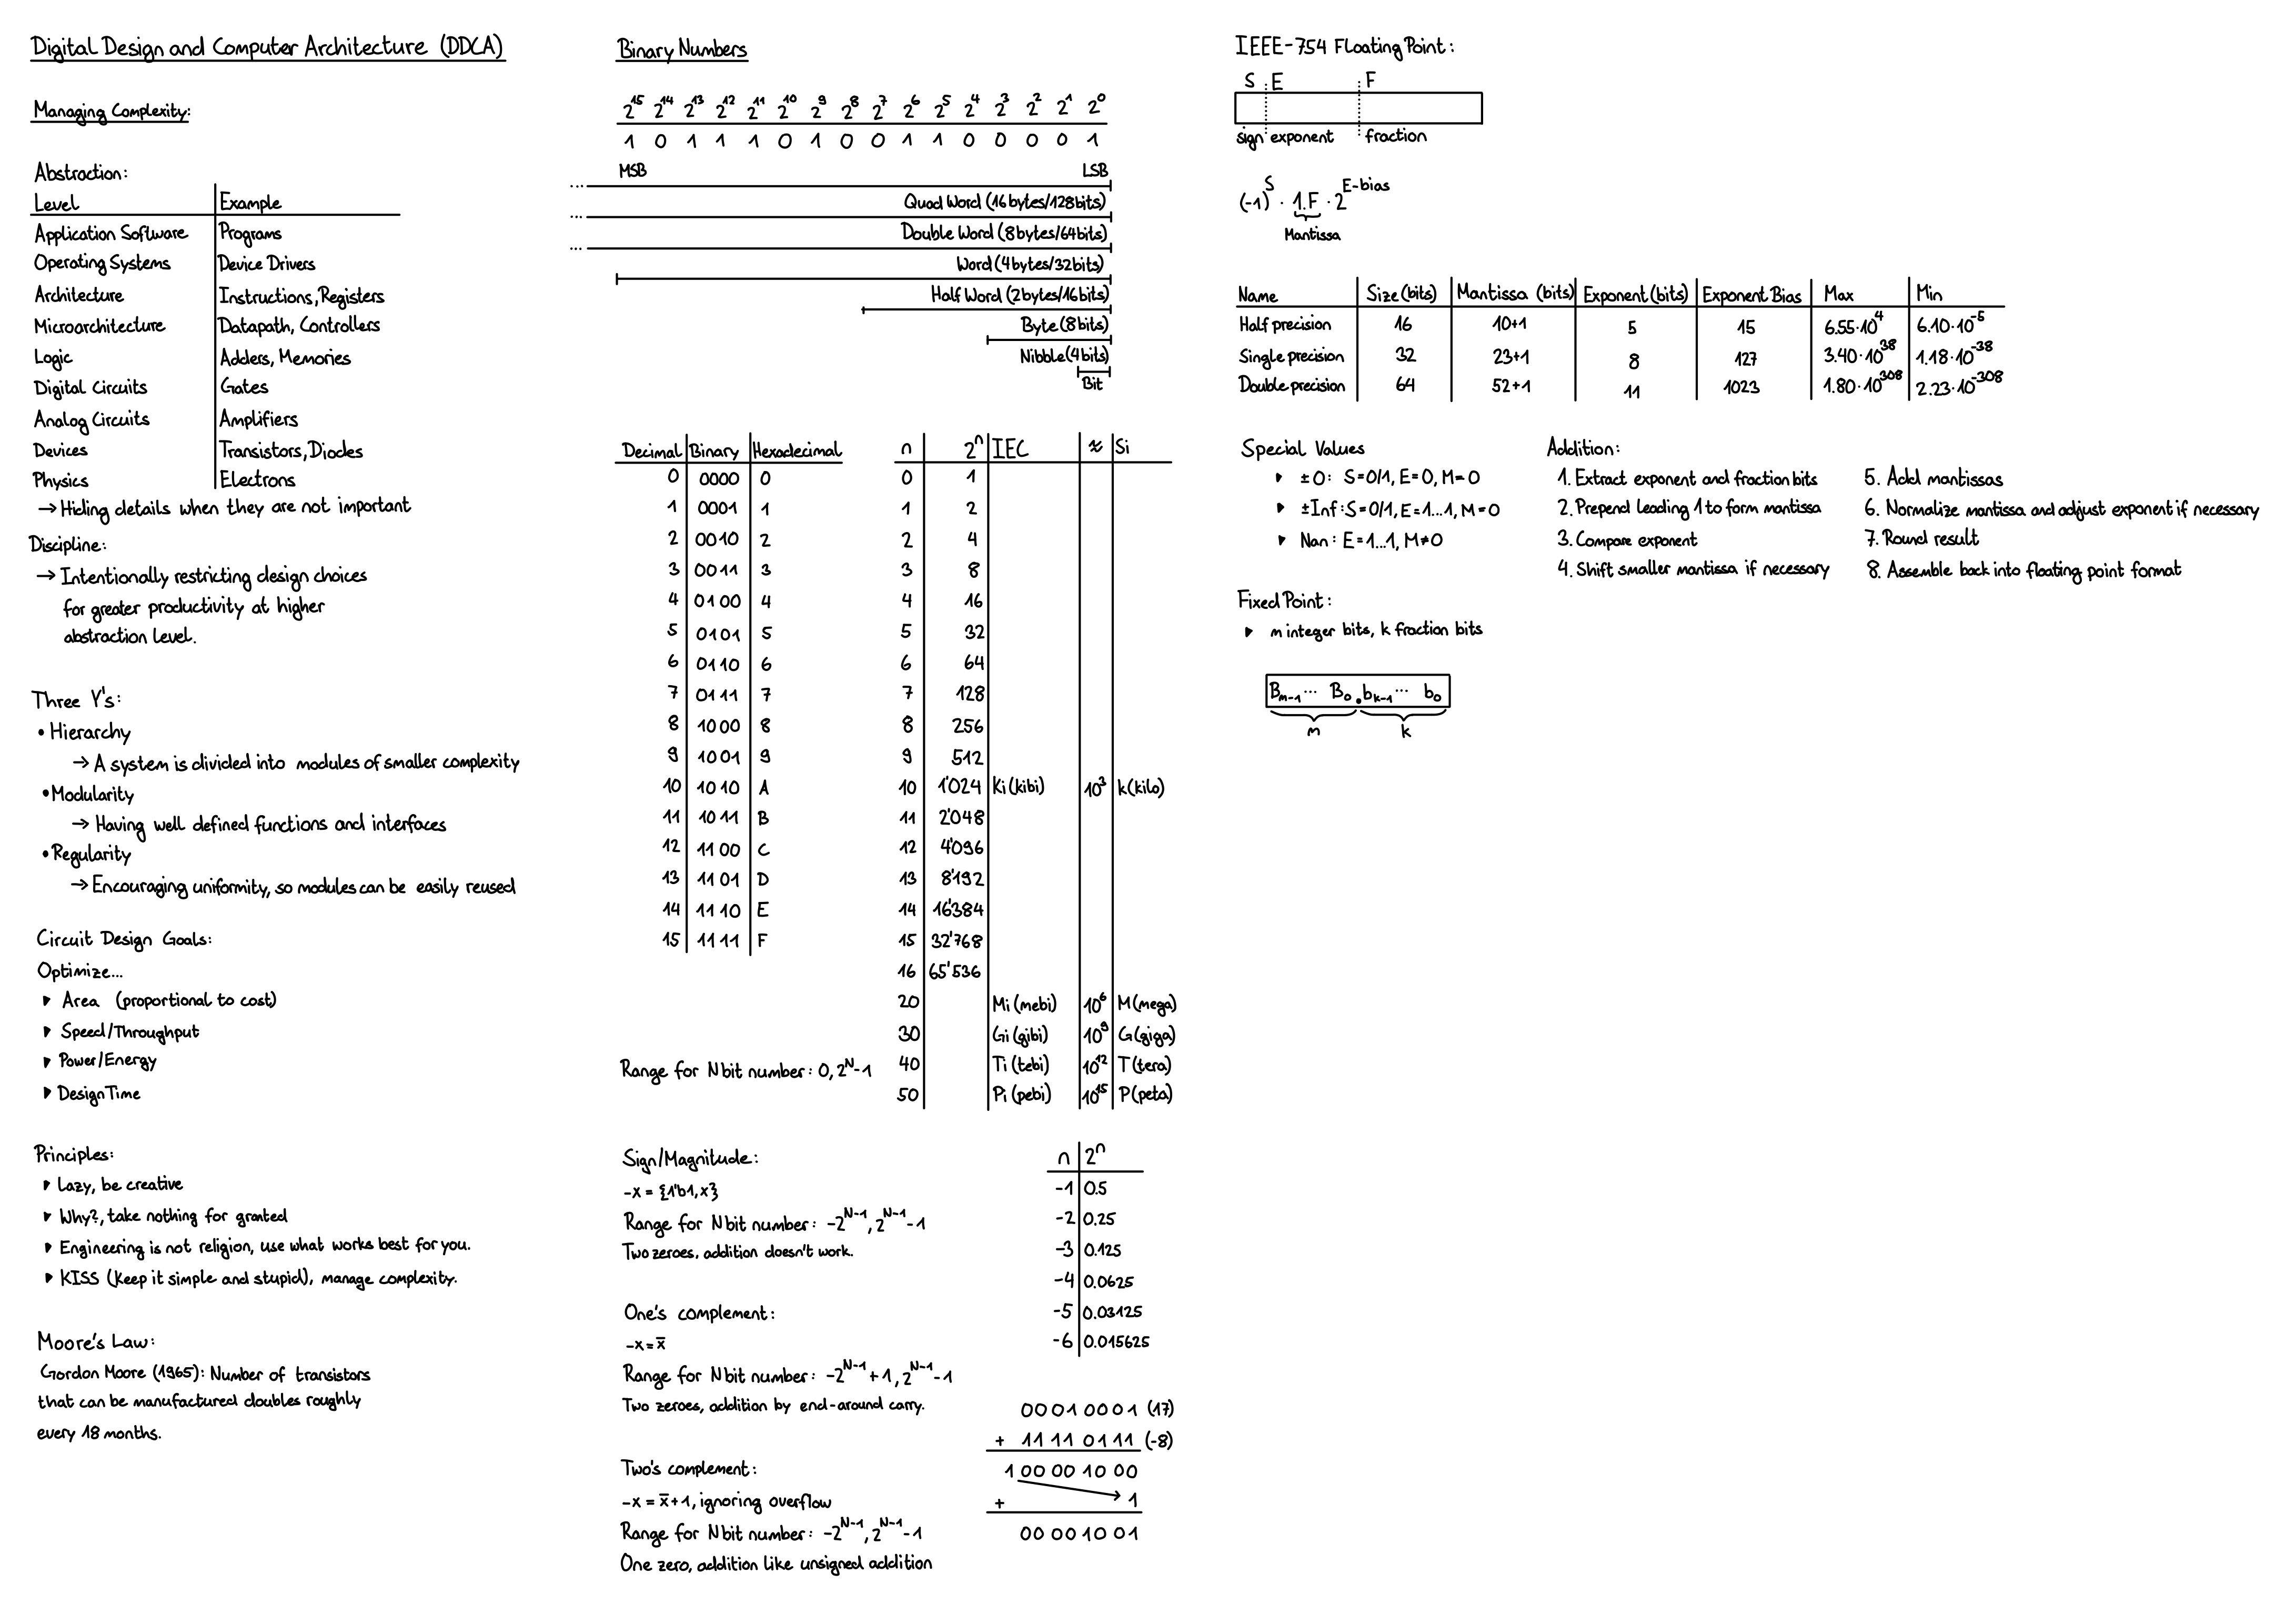 Digital Design and Computer Architecture (DDCA)
Managing Complexity:
Abstraction:
Level Example
Application Software Programs
Operating Systems Device Drivers
Architecture Instructions, Registers
Microarchitecture Datapath, Controllers
Logic Adders, Memories
Digital Circuits Gates
Analog Circuits Amplifiers
Devices Transistors, Diodes
Physics Electrons
→ Hiding details when they are not important
Discipline:
→ Intentionally restricting design choices
for greater productivity at higher
abstraction level.
Three Y's:
• Hierarchy
→ A system is divided into modules of smaller complexity
• Modularity
→ Having well defined functions and interfaces
• Regularity
→ Encouraging uniformity, so modules can be easily reused
Circuit Design Goals:
Optimize...
▸ Area (proportional to cost)
▸ Speed/Throughput
▸ Power/Energy
▸ Design Time
Principles:
▸ Lazy, be creative
▸ Why?, take nothing for granted
▸ Engineering is not religion, use what works best for you.
▸ KISS (Keep it simple and stupid), manage complexity.
Moore's Law:
Gordon Moore (1965): Number of transistors
that can be manufactured doubles roughly
every 18 months.
Binary Numbers
2^15 2^14 2^13 2^12 2^11 2^10 2^9 2^8 2^7 2^6 2^5 2^4 2^3 2^2 2^1 2^0
1 0 1 1 1 0 1 0 0 1 1 0 0 0 0 1
MSB LSB
... Quad Word (16 bytes/128 bits)
... Double Word (8 bytes/64 bits)
... Word (4 bytes/32 bits)
Half Word (2 bytes/16 bits)
Byte (8 bits)
Nibble (4 bits)
Bit
Decimal Binary Hexadecimal
0 0000 0
1 0001 1
2 0010 2
3 0011 3
4 0100 4
5 0101 5
6 0110 6
7 0111 7
8 1000 8
9 1001 9
10 1010 A
11 1011 B
12 1100 C
13 1101 D
14 1110 E
15 1111 F
n 2^n IEC ≈ Si
0 1
1 2
2 4
3 8
4 16
5 32
6 64
7 128
8 256
9 512
10 1'024 Ki (kibi) 10^3 k (kilo)
11 2'048
12 4'096
13 8'192
14 16'384
15 32'768
16 65'536
20 Mi (mebi) 10^6 M (mega)
30 Gi (gibi) 10^9 G (giga)
40 Ti (tebi) 10^12 T (tera)
50 Pi (pebi) 10^15 P (peta)
Range for N bit number: 0, 2^N-1
Sign/Magnitude:
-x = {1'b1, x}
Range for N bit number: -2^N-1, 2^N-1 -1
Two zeroes, addition doesn't work.
One's complement:
-x = x̅
Range for N bit number: -2^N-1 +1, 2^N-1 -1
Two zeroes, addition by end-around carry.
Two's complement:
-x = x̅+1, ignoring overflow
Range for N bit number: -2^N-1, 2^N-1 -1
One zero, addition like unsigned addition
n 2^n
-1 0.5
-2 0.25
-3 0.125
-4 0.0625
-5 0.03125
-6 0.015625
0001 0001 (17)
+ 1111 0111 (-8)
1 0000 1000
+ 1
0000 1001
IEEE-754 Floating Point:
S E F
sign exponent fraction
(-1)^S · 1.F · 2^E-bias
Mantissa
Name Size (bits) Mantissa (bits) Exponent (bits) Exponent Bias Max Min
Half precision 16 10+1 5 15 6.55·10^4 6.10·10^-5
Single precision 32 23+1 8 127 3.40·10^38 1.18·10^-38
Double precision 64 52+1 11 1023 1.80·10^308 2.23·10^-308
Special Values
▸ ±0: S=0/1, E=0, M=0
▸ ±Inf: S=0/1, E=1...1, M=0
▸ Nan: E=1...1, M≠0
Addition:
1. Extract exponent and fraction bits
2. Prepend leading 1 to form mantissa
3. Compare exponent
4. Shift smaller mantissa if necessary
5. Add mantissas
6. Normalize mantissa and adjust exponent if necessary
7. Round result
8. Assemble back into floating point format
Fixed Point:
▸ m integer bits, k fraction bits
B_m-1 ... B_0 . b_k-1 ... b_0
m k